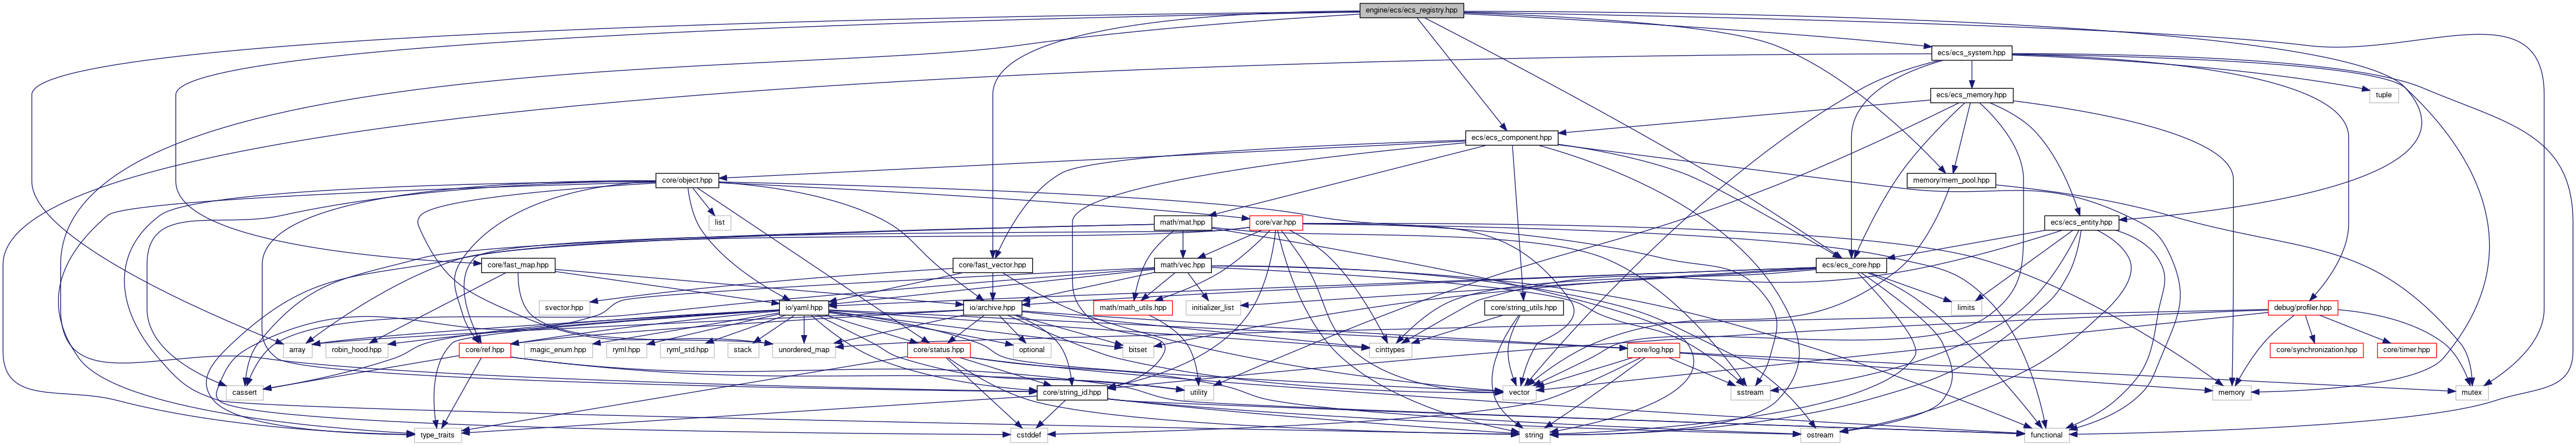 engine/ecs/ecs_registry.hpp
ecs/ecs_system.hpp
ecs/ecs_memory.hpp
tuple
ecs/ecs_component.hpp
core/object.hpp
memory/mem_pool.hpp
list
math/mat.hpp
core/var.hpp
ecs/ecs_entity.hpp
core/fast_map.hpp
core/fast_vector.hpp
math/vec.hpp
ecs/ecs_core.hpp
svector.hpp
io/yaml.hpp
io/archive.hpp
math/math_utils.hpp
initializer_list
core/string_utils.hpp
limits
debug/profiler.hpp
array
robin_hood.hpp
core/ref.hpp
magic_enum.hpp
ryml.hpp
ryml_std.hpp
stack
unordered_map
core/status.hpp
optional
bitset
cinttypes
core/log.hpp
core/synchronization.hpp
core/timer.hpp
cassert
core/string_id.hpp
utility
vector
sstream
memory
mutex
type_traits
cstddef
string
ostream
functional